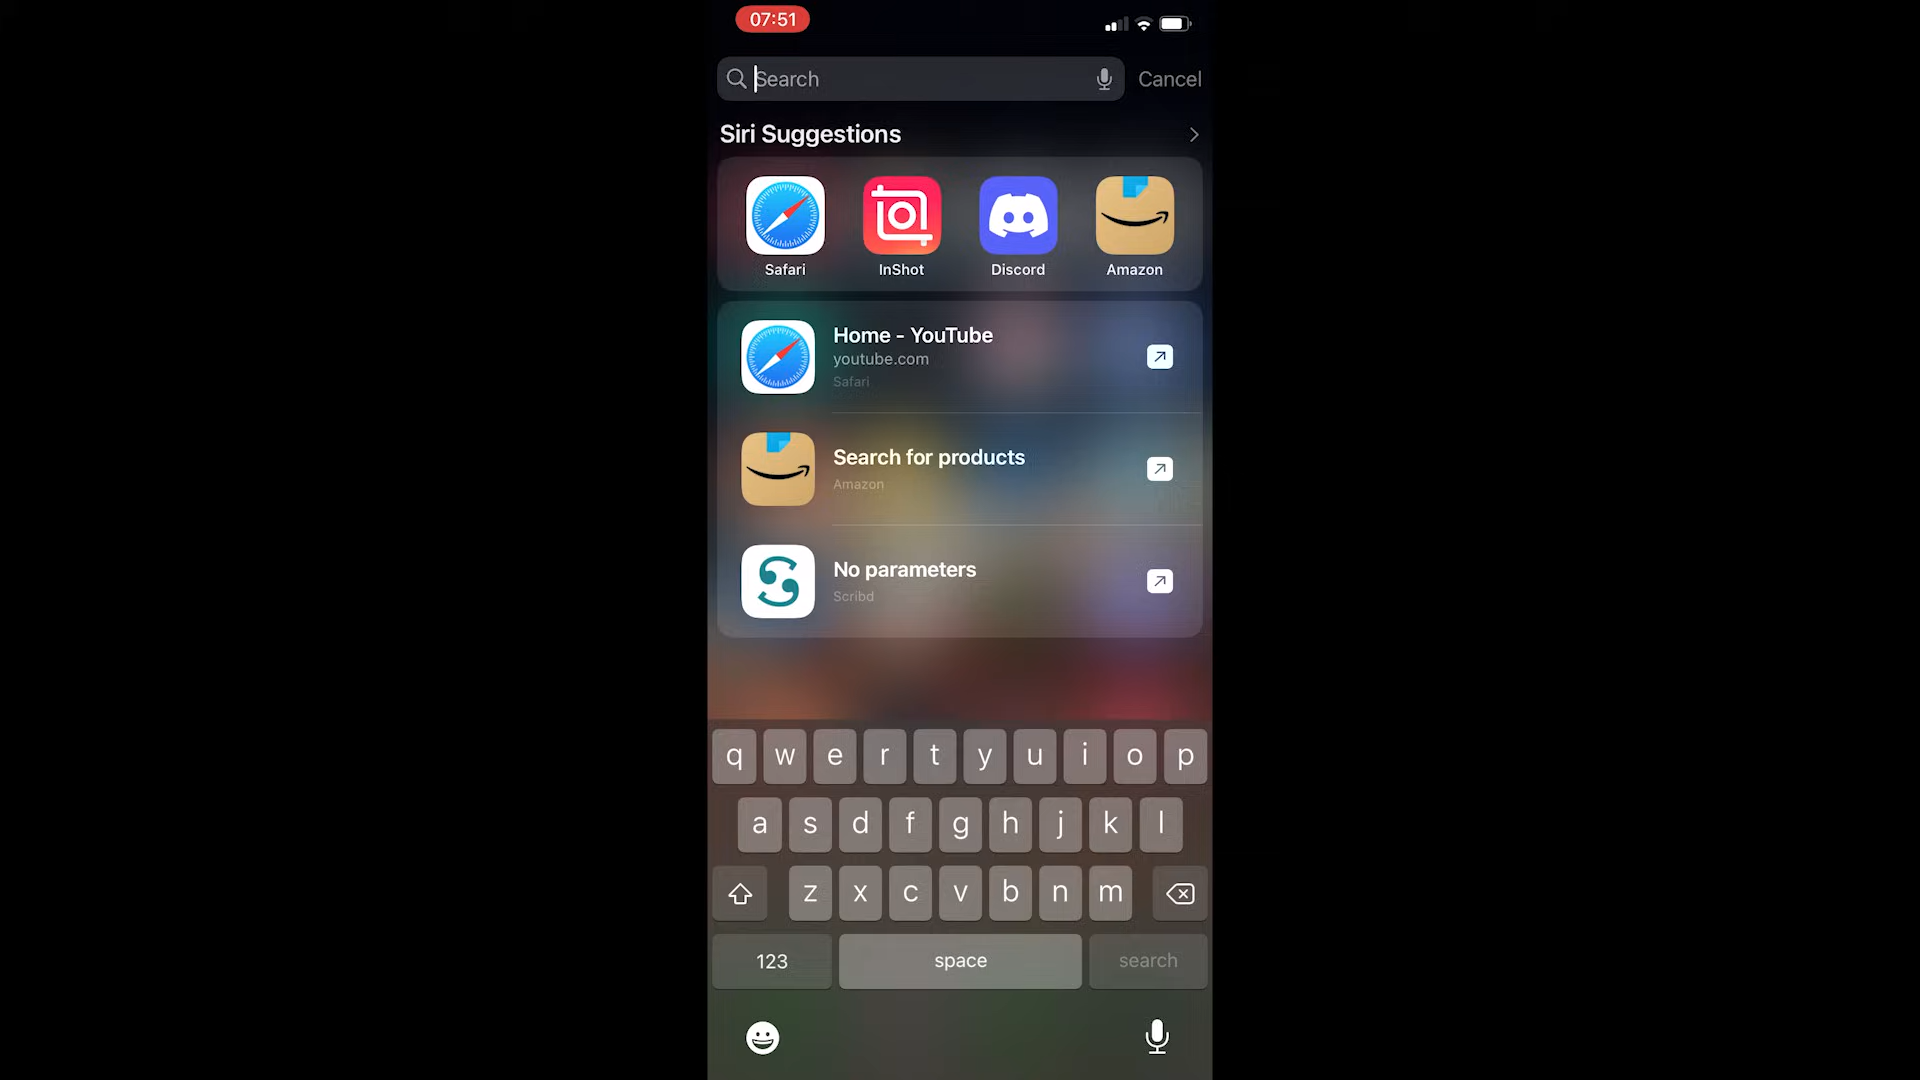 07:51
Search
Cancel
Siri Suggestions
Safari
InShot
Discord
Amazon
Home - YouTube
youtube.com
Safari
Search for products
Amazon
No parameters
Scribd
q w e r t y u i o p
a s d f g h j k l
z x c v b n m
123 space search